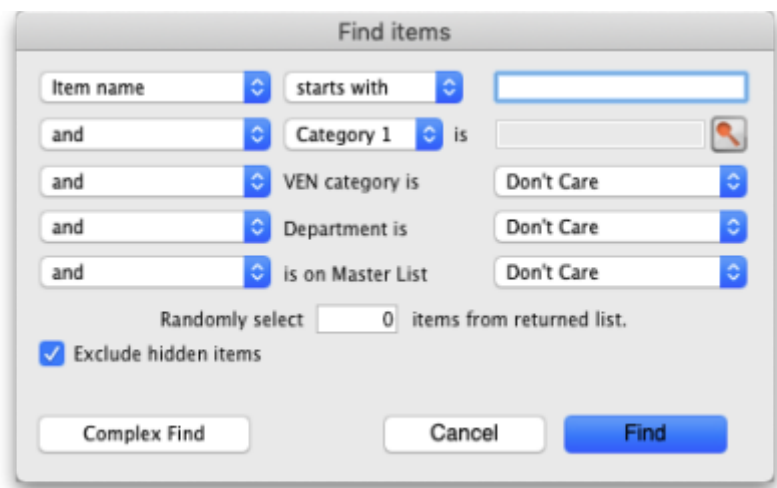 Find items
Item name starts with
and Category 1 is
and VEN category is Don't Care
and Department is Don't Care
and is on Master List Don't Care
Randomly select 0 items from returned list.
Exclude hidden items
Complex Find Cancel Find